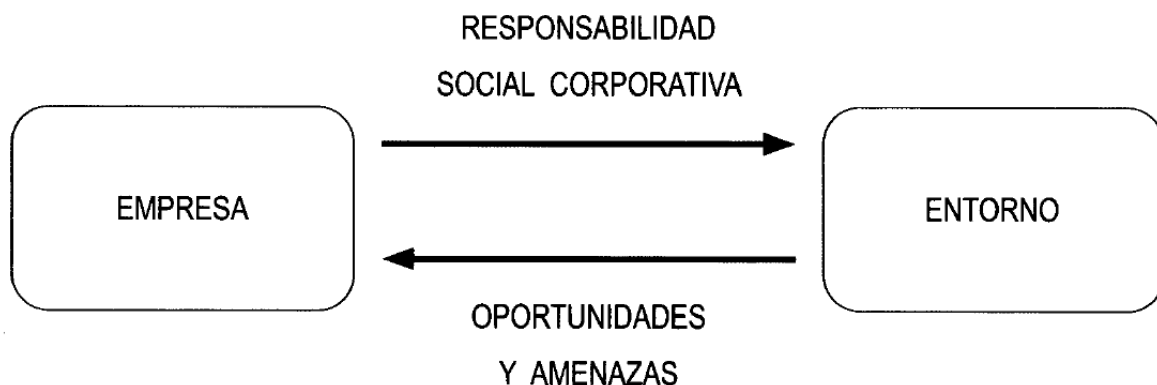 RESPONSABILIDAD
SOCIAL CORPORATIVA
EMPRESA
ENTORNO
OPORTUNIDADES
Y AMENAZAS